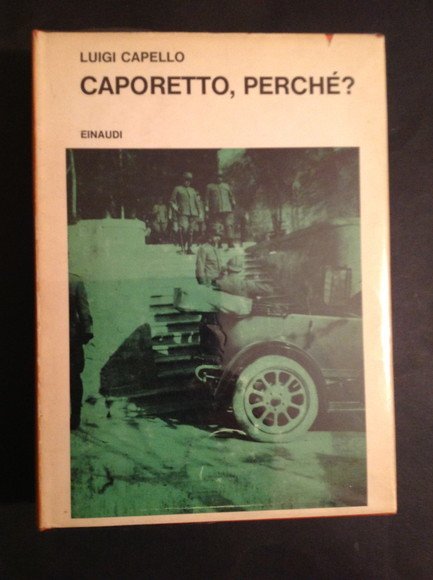 LUIGI CAPELLO
CAPORETTO, PERCHÉ?
EINAUDI